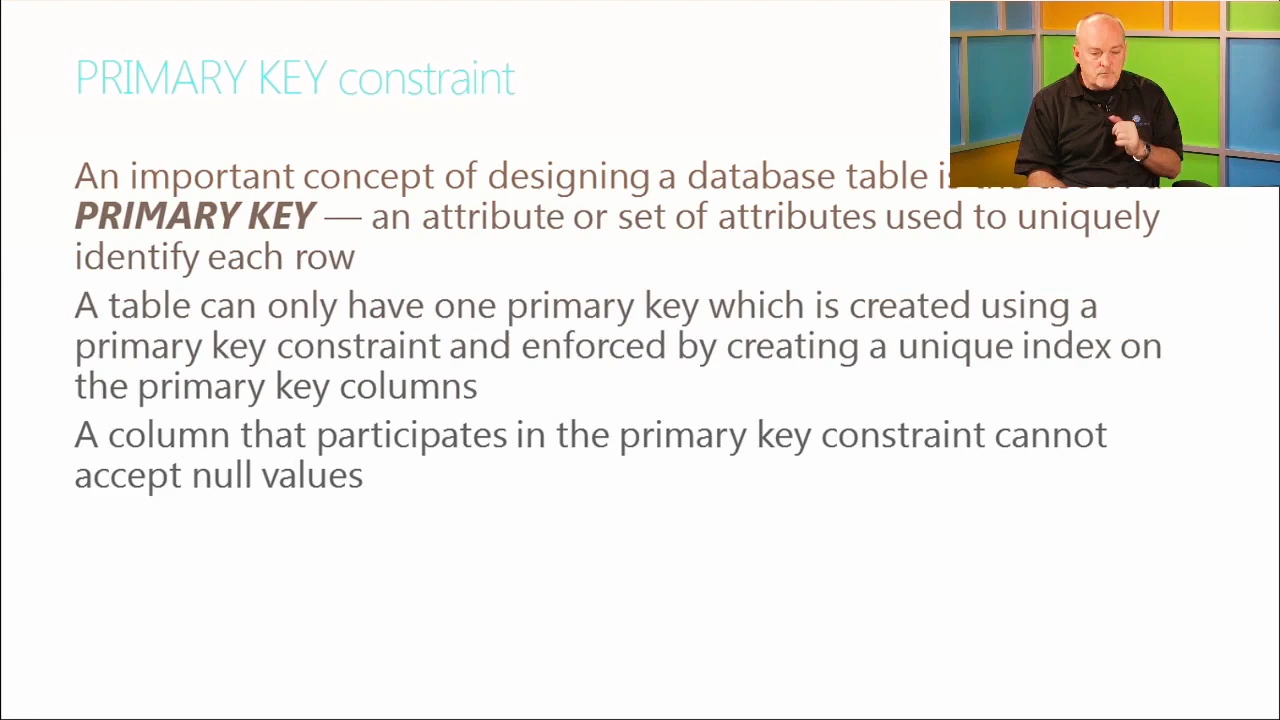 PRIMARY KEY constraint
An important concept of designing a database table is the use of
PRIMARY KEY — an attribute or set of attributes used to uniquely
identify each row
A table can only have one primary key which is created using a
primary key constraint and enforced by creating a unique index on
the primary key columns
A column that participates in the primary key constraint cannot
accept null values